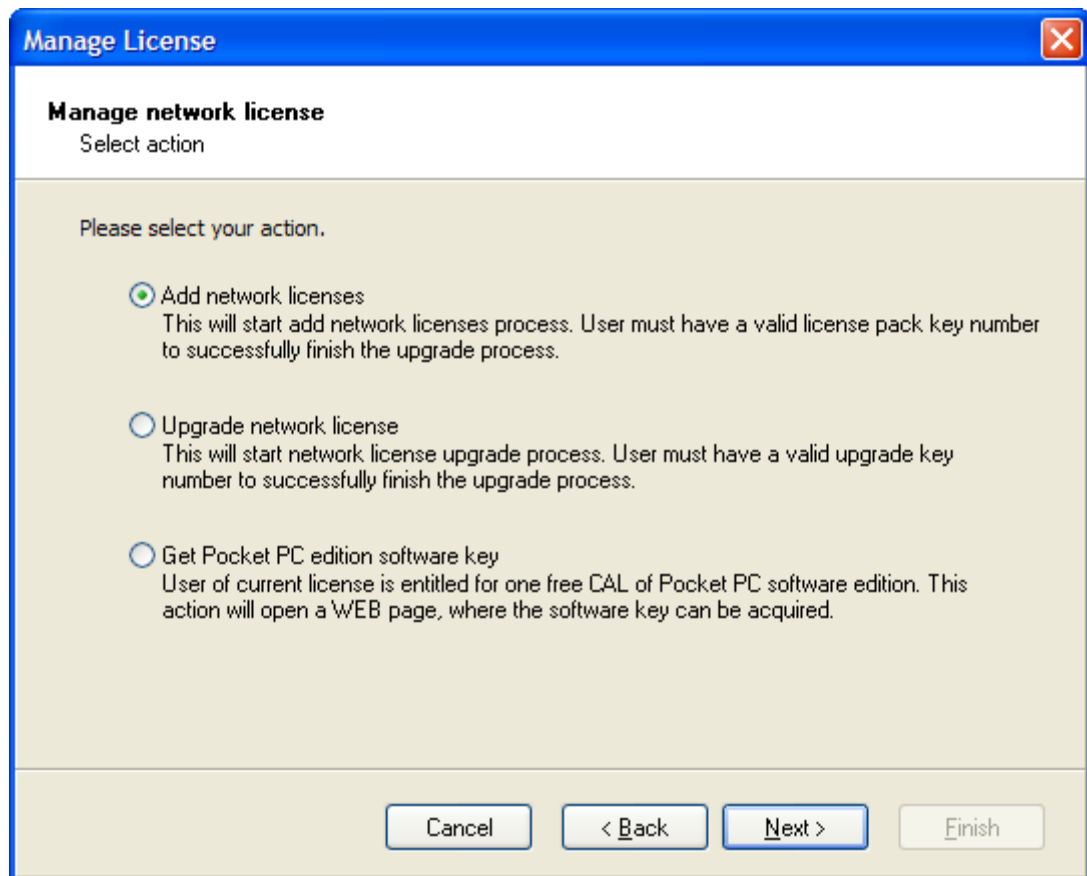 Manage License
Manage network license
Select action
Please select your action.
Add network licenses
This will start add network licenses process. User must have a valid license pack key number
to successfully finish the upgrade process.
Upgrade network license
This will start network license upgrade process. User must have a valid upgrade key
number to successfully finish the upgrade process.
Get Pocket PC edition software key
User of current license is entitled for one free CAL of Pocket PC software edition. This
action will open a WEB page, where the software key can be acquired.
Cancel
< Back
Next >
Finish